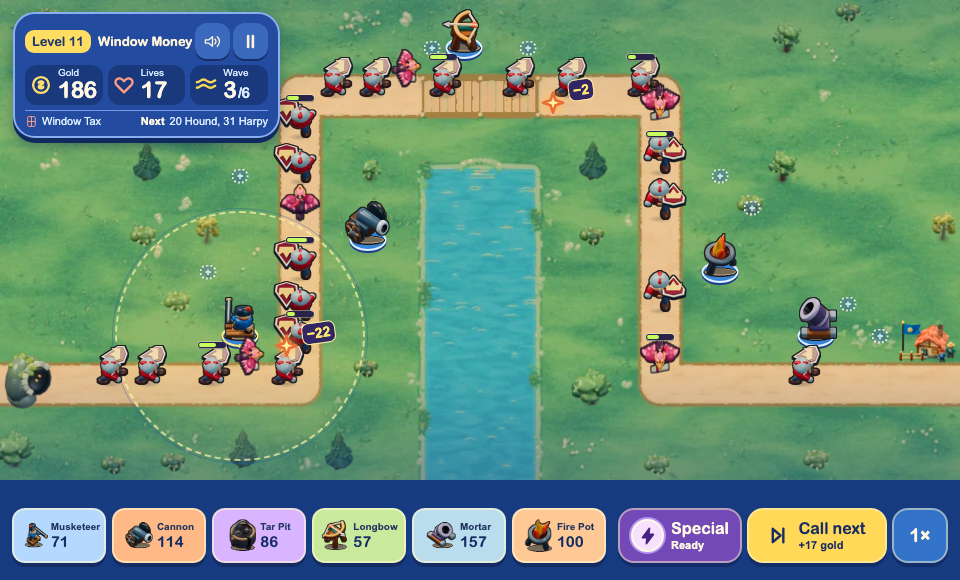 Level 11 Window Money
Gold
186
Lives
17
Wave
3/6
Window Tax
Next 20 Hound, 31 Harpy
-2
-22
Musketeer
71
Cannon
114
Tar Pit
86
Longbow
57
Mortar
157
Fire Pot
100
Special
Ready
Call next
+17 gold
1×